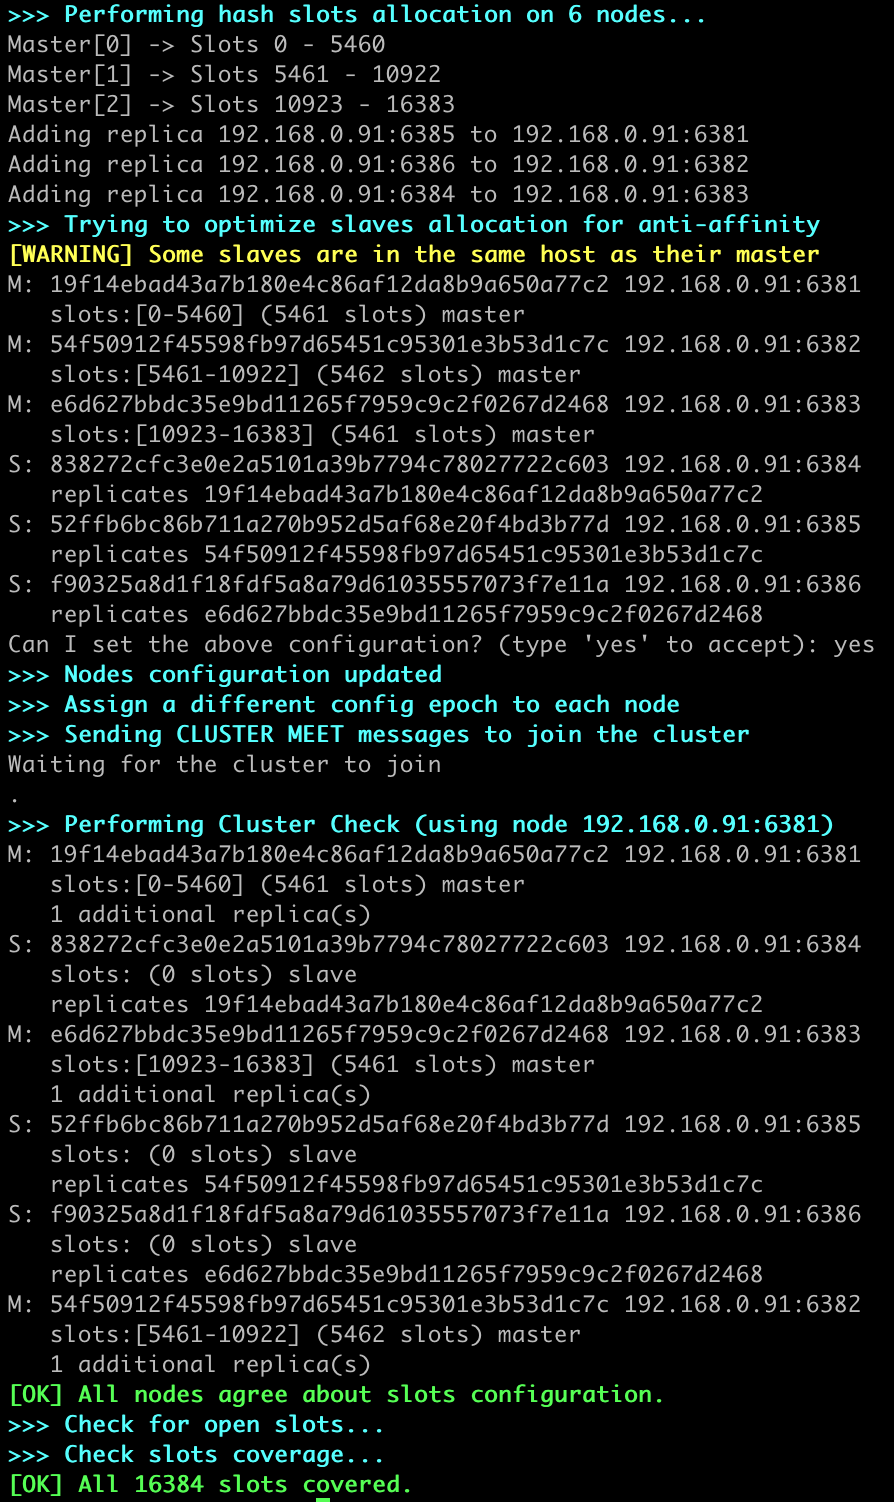 >>> Performing hash slots allocation on 6 nodes...
Master[0] -> Slots 0 - 5460
Master[1] -> Slots 5461 - 10922
Master[2] -> Slots 10923 - 16383
Adding replica 192.168.0.91:6385 to 192.168.0.91:6381
Adding replica 192.168.0.91:6386 to 192.168.0.91:6382
Adding replica 192.168.0.91:6384 to 192.168.0.91:6383
>>> Trying to optimize slaves allocation for anti-affinity
[WARNING] Some slaves are in the same host as their master
M: 19f14ebad43a7b180e4c86af12da8b9a650a77c2 192.168.0.91:6381
   slots:[0-5460] (5461 slots) master
M: 54f50912f45598fb97d65451c95301e3b53d1c7c 192.168.0.91:6382
   slots:[5461-10922] (5462 slots) master
M: e6d627bbdc35e9bd11265f7959c9c2f0267d2468 192.168.0.91:6383
   slots:[10923-16383] (5461 slots) master
S: 838272cfc3e0e2a5101a39b7794c78027722c603 192.168.0.91:6384
   replicates 19f14ebad43a7b180e4c86af12da8b9a650a77c2
S: 52ffb6bc86b711a270b952d5af68e20f4bd3b77d 192.168.0.91:6385
   replicates 54f50912f45598fb97d65451c95301e3b53d1c7c
S: f90325a8d1f18fdf5a8a79d61035557073f7e11a 192.168.0.91:6386
   replicates e6d627bbdc35e9bd11265f7959c9c2f0267d2468
Can I set the above configuration? (type 'yes' to accept): yes
>>> Nodes configuration updated
>>> Assign a different config epoch to each node
>>> Sending CLUSTER MEET messages to join the cluster
Waiting for the cluster to join
.
>>> Performing Cluster Check (using node 192.168.0.91:6381)
M: 19f14ebad43a7b180e4c86af12da8b9a650a77c2 192.168.0.91:6381
   slots:[0-5460] (5461 slots) master
   1 additional replica(s)
S: 838272cfc3e0e2a5101a39b7794c78027722c603 192.168.0.91:6384
   slots: (0 slots) slave
   replicates 19f14ebad43a7b180e4c86af12da8b9a650a77c2
M: e6d627bbdc35e9bd11265f7959c9c2f0267d2468 192.168.0.91:6383
   slots:[10923-16383] (5461 slots) master
   1 additional replica(s)
S: 52ffb6bc86b711a270b952d5af68e20f4bd3b77d 192.168.0.91:6385
   slots: (0 slots) slave
   replicates 54f50912f45598fb97d65451c95301e3b53d1c7c
S: f90325a8d1f18fdf5a8a79d61035557073f7e11a 192.168.0.91:6386
   slots: (0 slots) slave
   replicates e6d627bbdc35e9bd11265f7959c9c2f0267d2468
M: 54f50912f45598fb97d65451c95301e3b53d1c7c 192.168.0.91:6382
   slots:[5461-10922] (5462 slots) master
   1 additional replica(s)
[OK] All nodes agree about slots configuration.
>>> Check for open slots...
>>> Check slots coverage...
[OK] All 16384 slots covered.